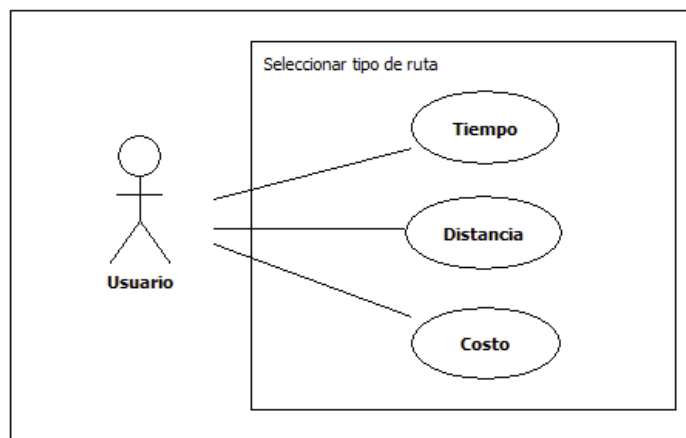 Seleccionar tipo de ruta
Tiempo
Distancia
Usuario
Costo